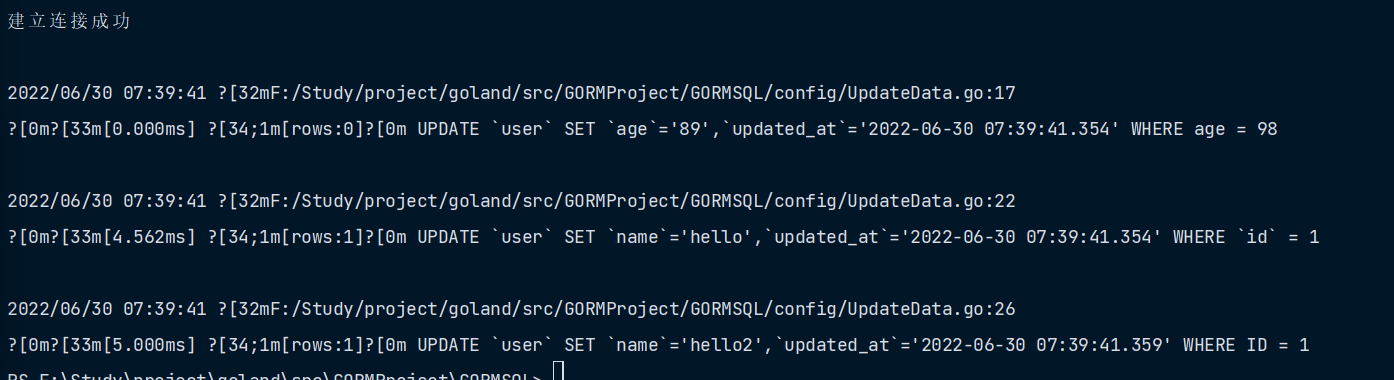 建立连接成功
2022/06/30 07:39:41 ?[32mF:/Study/project/goland/src/GORMProject/GORMSQL/config/UpdateData.go:17
?[0m?[33m[0.000ms] ?[34;1m[rows:0]?[0m UPDATE `user` SET `age`='89',`updated_at`='2022-06-30 07:39:41.354' WHERE age = 98
2022/06/30 07:39:41 ?[32mF:/Study/project/goland/src/GORMProject/GORMSQL/config/UpdateData.go:22
?[0m?[33m[4.562ms] ?[34;1m[rows:1]?[0m UPDATE `user` SET `name`='hello',`updated_at`='2022-06-30 07:39:41.354' WHERE `id` = 1
2022/06/30 07:39:41 ?[32mF:/Study/project/goland/src/GORMProject/GORMSQL/config/UpdateData.go:26
?[0m?[33m[5.000ms] ?[34;1m[rows:1]?[0m UPDATE `user` SET `name`='hello2',`updated_at`='2022-06-30 07:39:41.359' WHERE ID = 1
PS F:\Study\project\goland\src\GORMProject\GORMSQL>